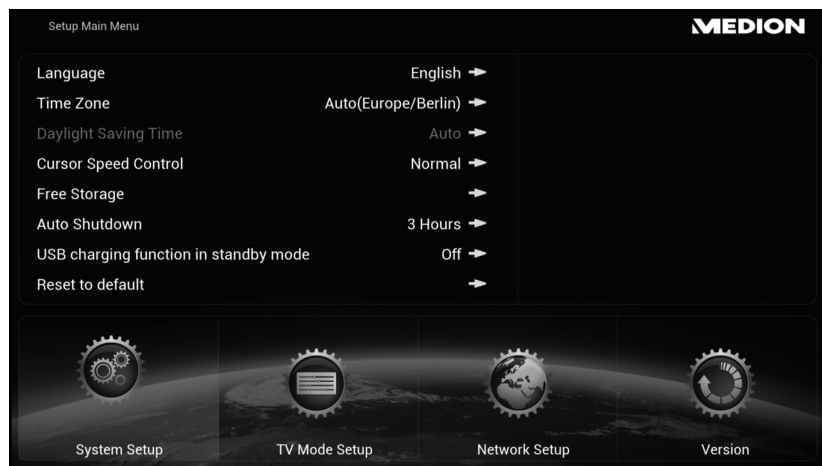 Setup Main Menu
MEDION
Language English
Time Zone Auto(Europe/Berlin)
Daylight Saving Time Auto
Cursor Speed Control Normal
Free Storage
Auto Shutdown 3 Hours
USB charging function in standby mode Off
Reset to default
System Setup TV Mode Setup Network Setup Version